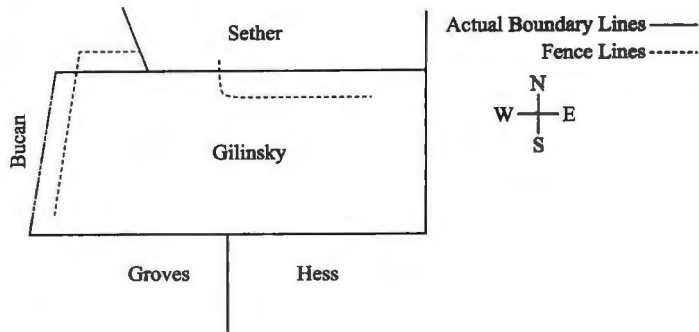 Sether
Actual Boundary Lines
Fence Lines
N
W E
S
Bucan
Gilinsky
Groves Hess